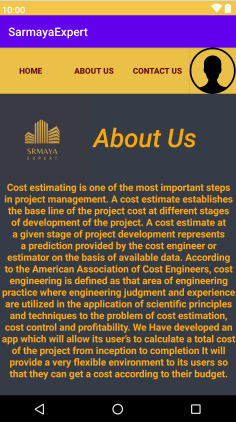 10:00
SarmayaExpert
HOME ABOUT US CONTACT US
SRMAYA
EXPERT
About Us
Cost estimating is one of the most important steps
in project management. A cost estimate establishes
the base line of the project cost at different stages
of development of the project. A cost estimate at
a given stage of project development represents
a prediction provided by the cost engineer or
estimator on the basis of available data. According
to the American Association of Cost Engineers, cost
engineering is defined as that area of engineering
practice where engineering judgment and experience
are utilized in the application of scientific principles
and techniques to the problem of cost estimation,
cost control and profitability. We Have developed an
app which will allow its user's to calculate a total cost
of the project from inception to completion It will
provide a very flexible environment to its users so
that they can get a cost according to their budget.